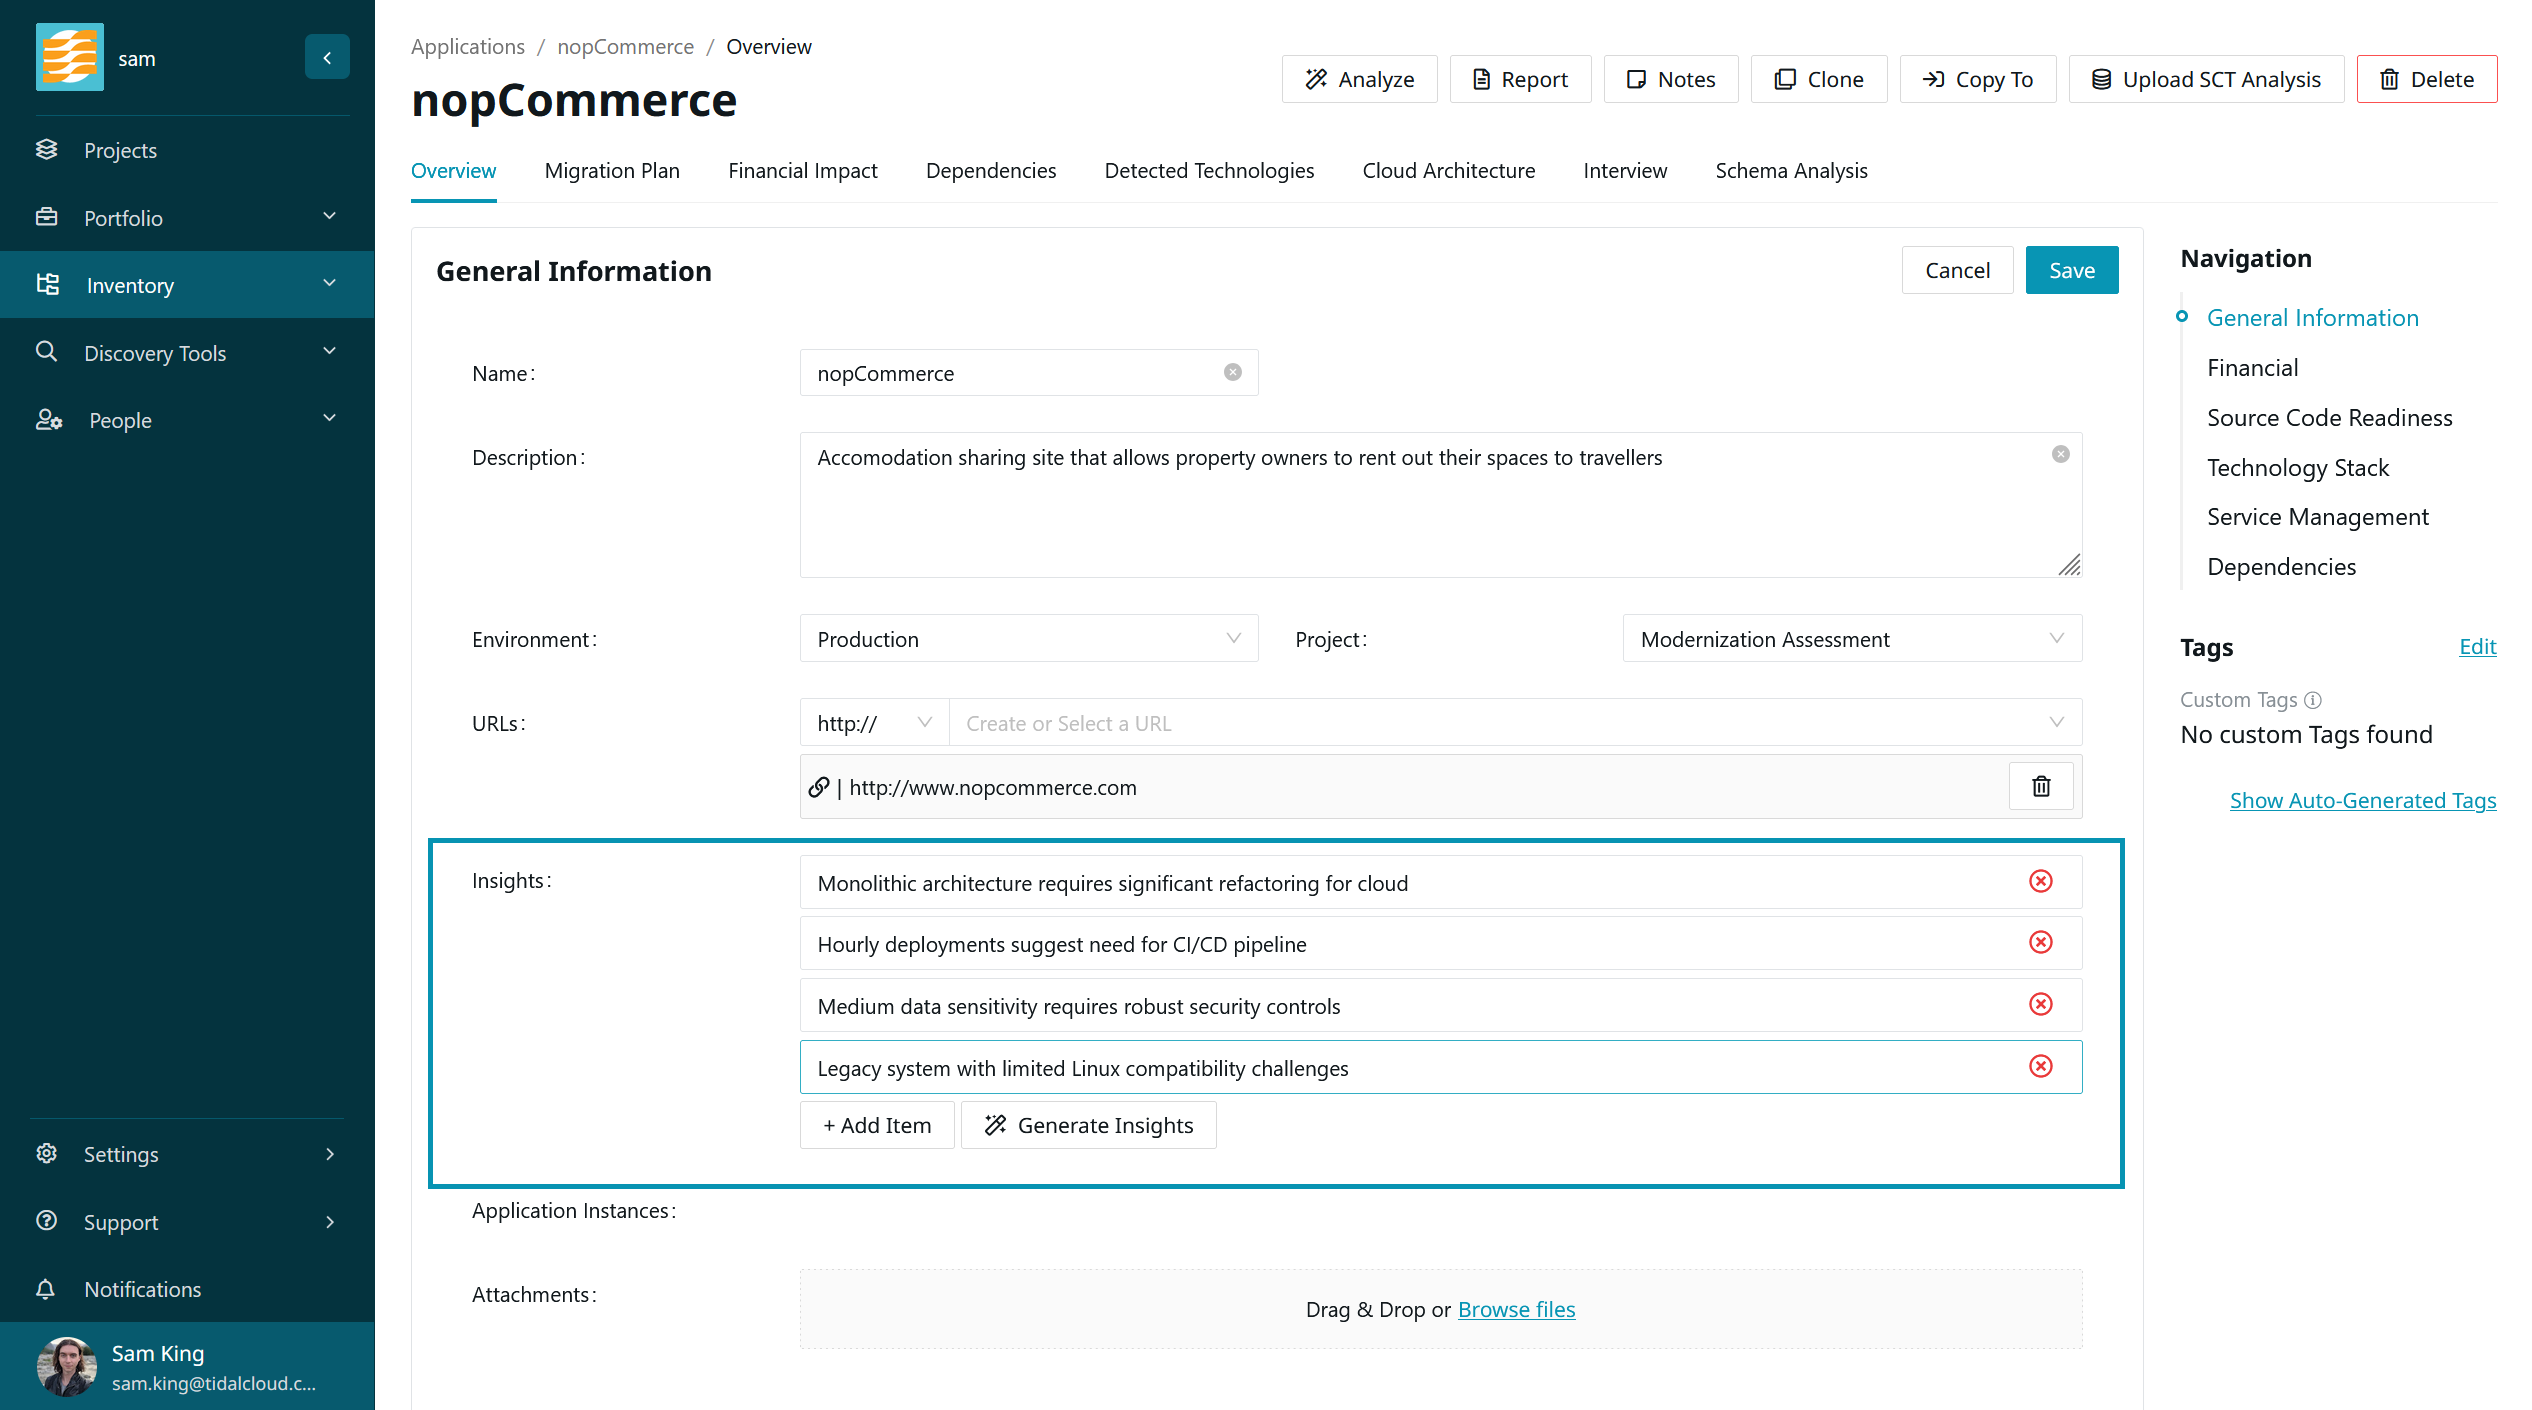 sam
Projects
Portfolio
Inventory
Discovery Tools
People
Settings
Support
Notifications
Sam King
sam.king@tidalcloud.c...
Applications / nopCommerce / Overview
nopCommerce
Analyze
Report
Notes
Clone
Copy To
Upload SCT Analysis
Delete
Overview
Migration Plan
Financial Impact
Dependencies
Detected Technologies
Cloud Architecture
Interview
Schema Analysis
General Information
Cancel
Save
Name: nopCommerce
Description: Accomodation sharing site that allows property owners to rent out their spaces to travellers
Environment: Production
Project: Modernization Assessment
URLs: http:// Create or Select a URL
| http://www.nopcommerce.com
Insights: Monolithic architecture requires significant refactoring for cloud
Hourly deployments suggest need for CI/CD pipeline
Medium data sensitivity requires robust security controls
Legacy system with limited Linux compatibility challenges
+ Add Item
Generate Insights
Application Instances:
Attachments: Drag & Drop or Browse files
Navigation
General Information
Financial
Source Code Readiness
Technology Stack
Service Management
Dependencies
Tags
Edit
Custom Tags
No custom Tags found
Show Auto-Generated Tags